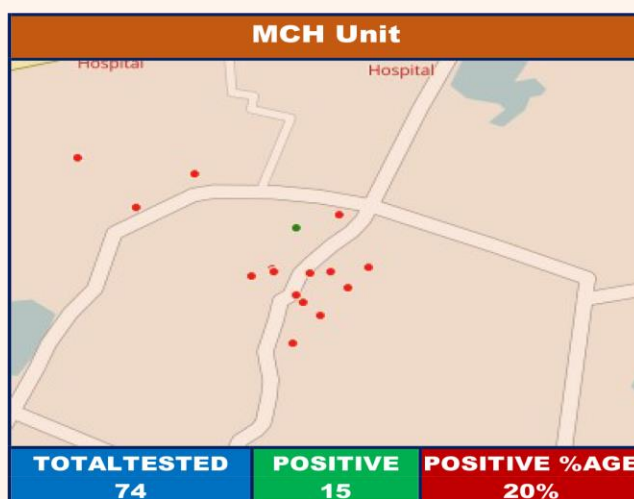 MCH Unit
Hospital
Hospital
TOTALTESTED
74
POSITIVE
15
POSITIVE %AGE
20%